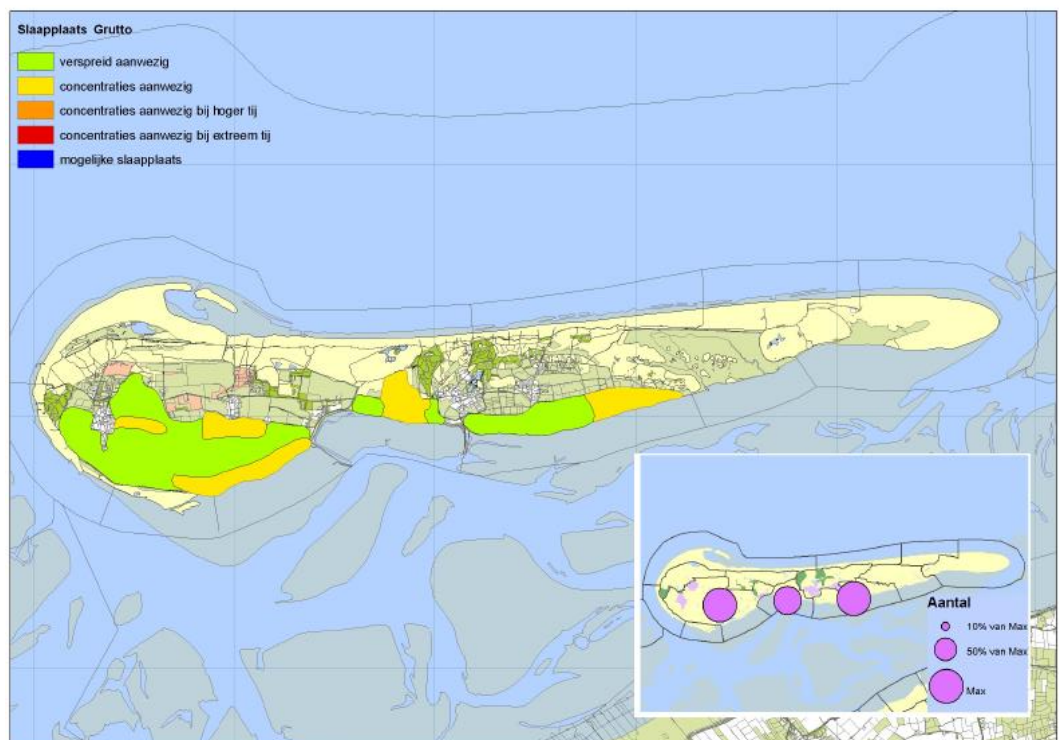 Slaapplaats Grutto
verspreid aanwezig
concentraties aanwezig
concentraties aanwezig bij hoger tij
concentraties aanwezig bij extreem tij
mogelijke slaapplaats
Aantal
10% van Max
50% van Max
Max